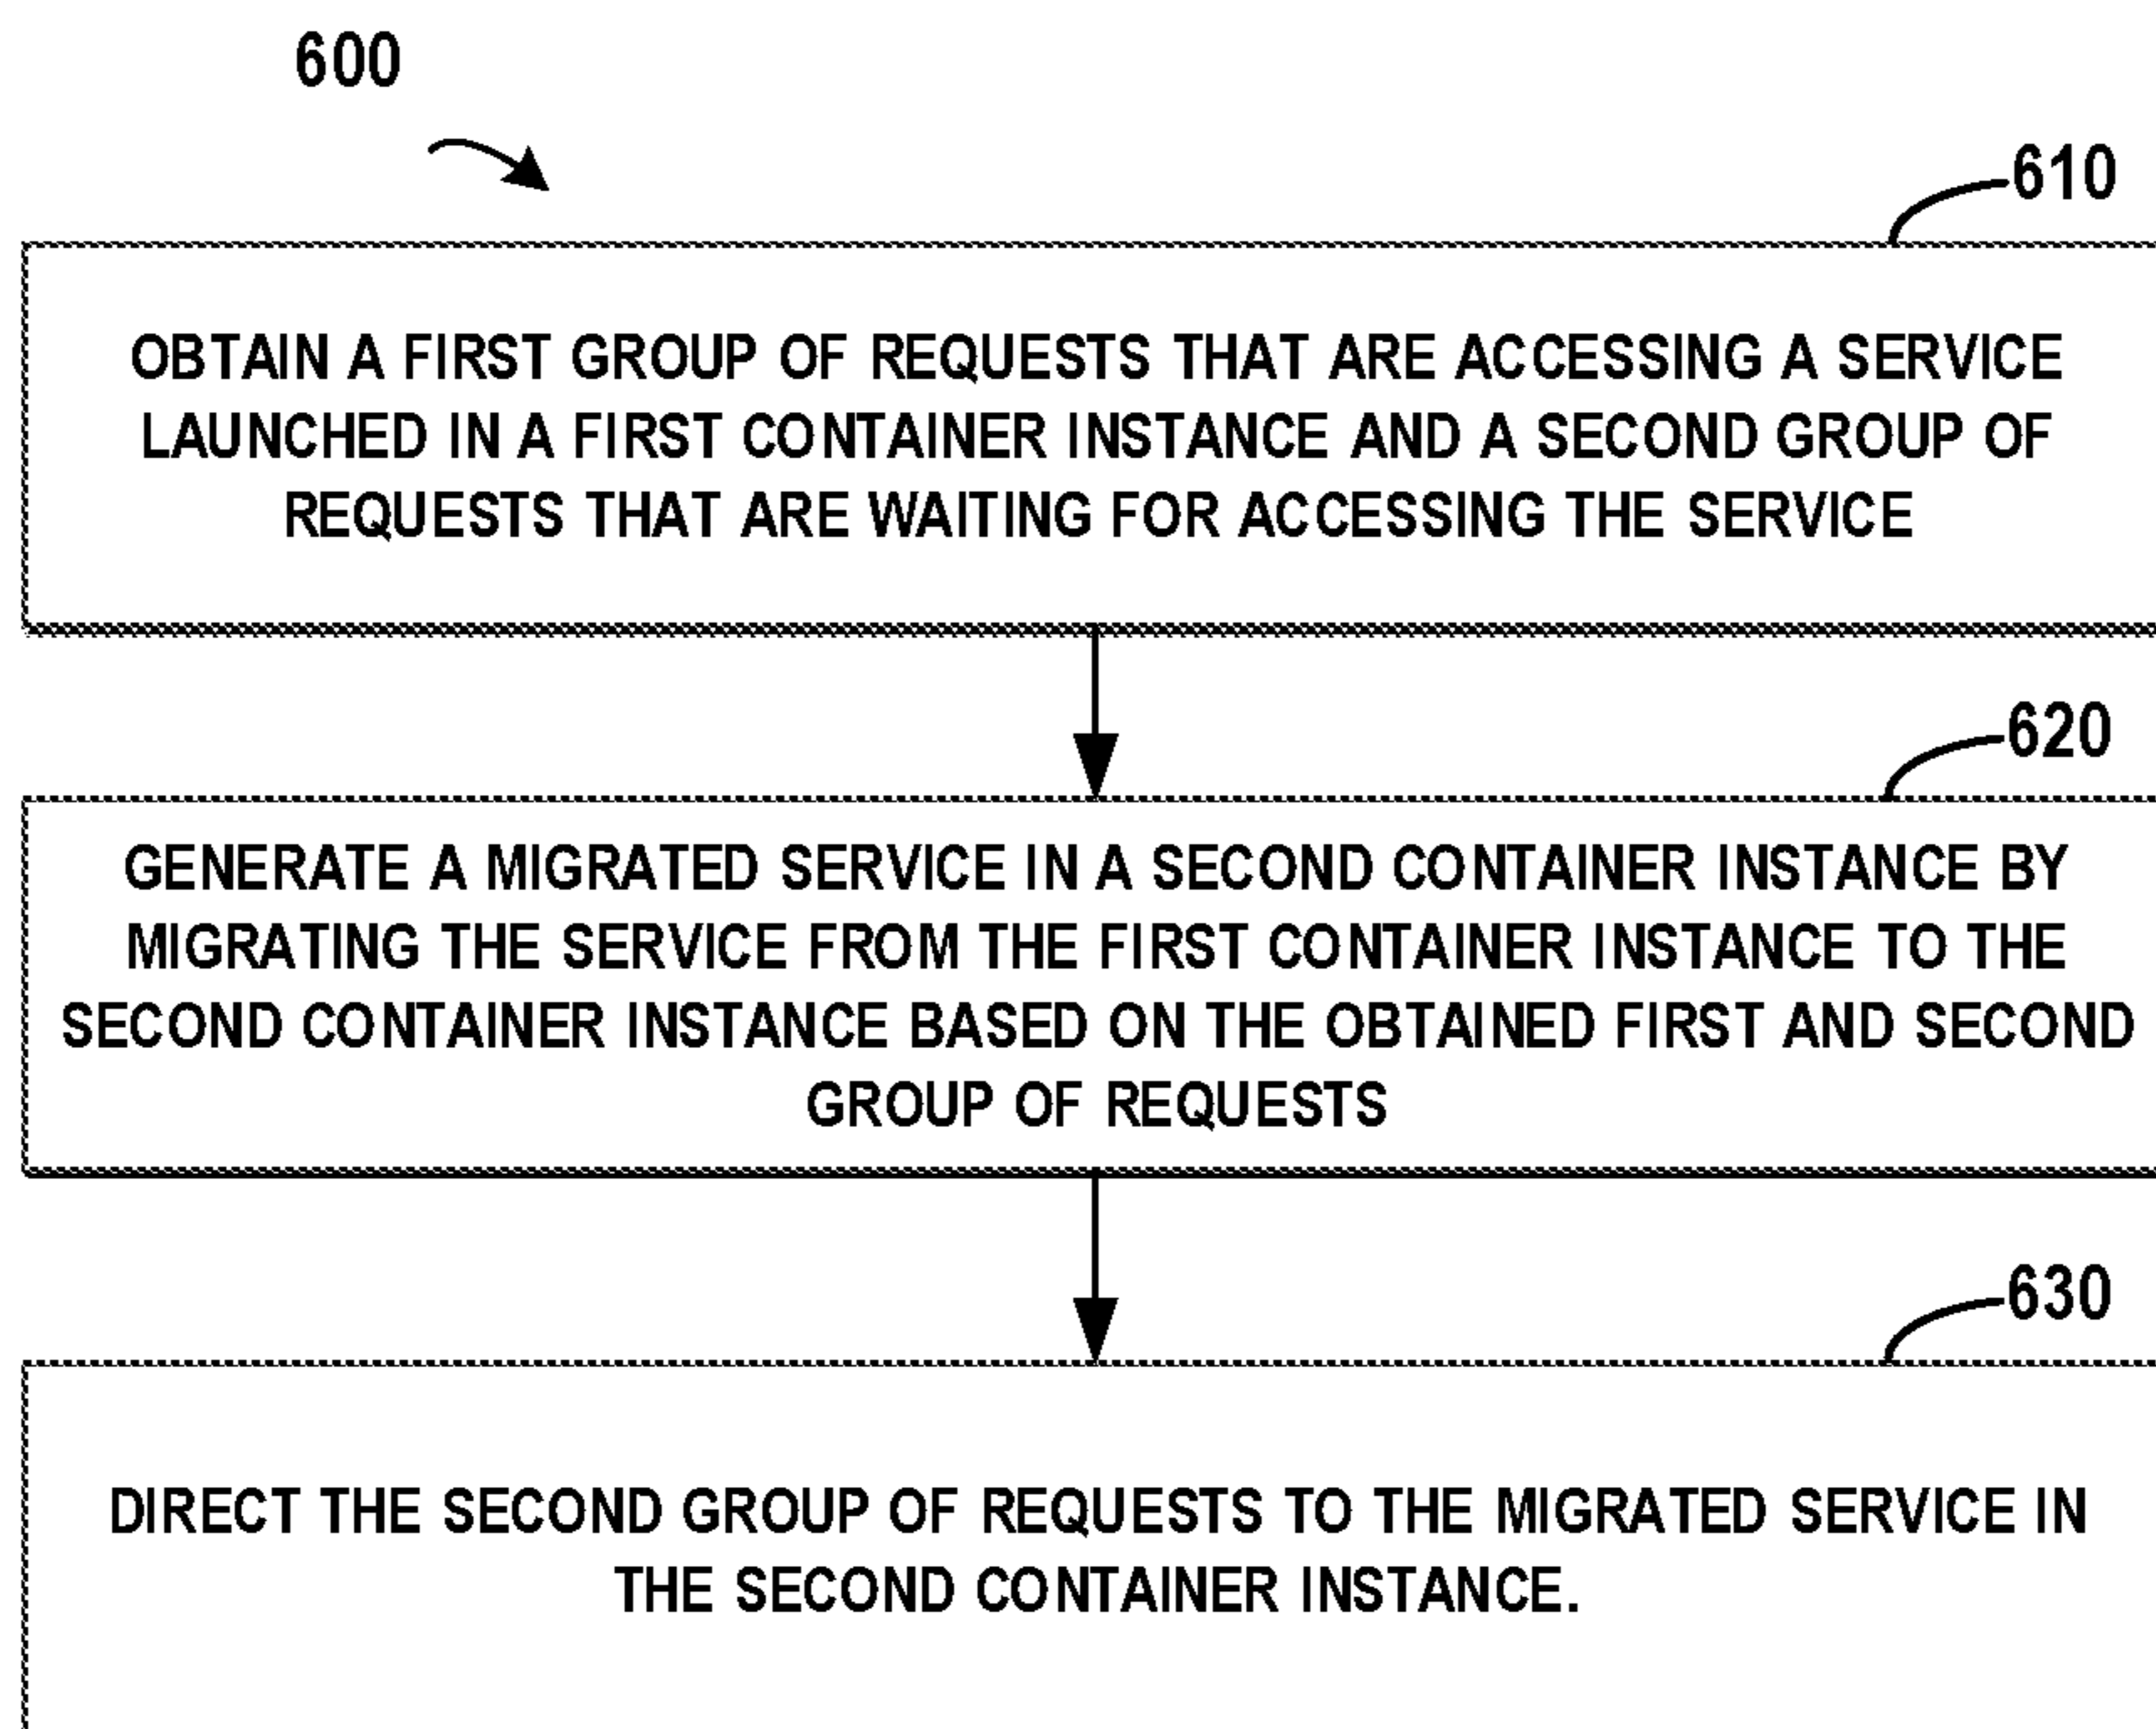 600
610
OBTAIN A FIRST GROUP OF REQUESTS THAT ARE ACCESSING A SERVICE
LAUNCHED IN A FIRST CONTAINER INSTANCE AND A SECOND GROUP OF
REQUESTS THAT ARE WAITING FOR ACCESSING THE SERVICE
620
GENERATE A MIGRATED SERVICE IN A SECOND CONTAINER INSTANCE BY
MIGRATING THE SERVICE FROM THE FIRST CONTAINER INSTANCE TO THE
SECOND CONTAINER INSTANCE BASED ON THE OBTAINED FIRST AND SECOND
GROUP OF REQUESTS
630
DIRECT THE SECOND GROUP OF REQUESTS TO THE MIGRATED SERVICE IN
THE SECOND CONTAINER INSTANCE.